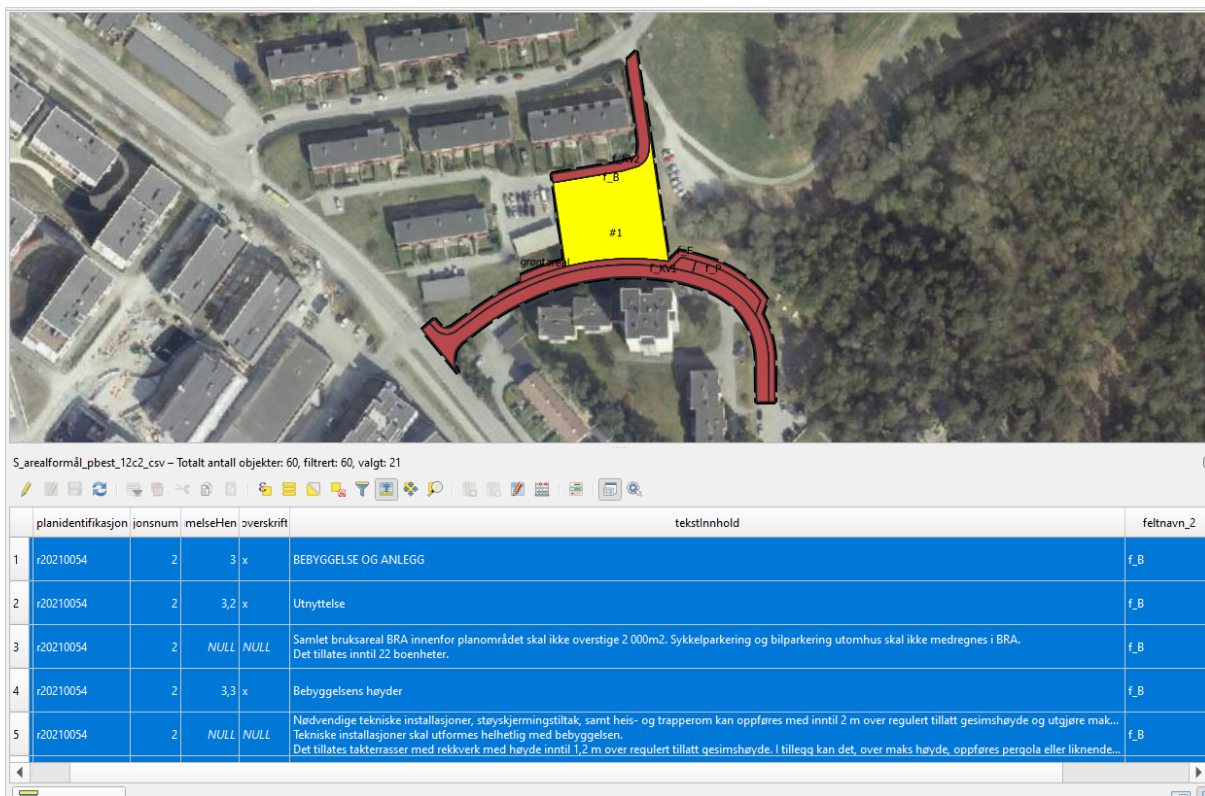 f_KV2
f_B
#1
f_E
grøntareal
f_KV1
f_P
S_arealformål_pbest_12c2_csv – Totalt antall objekter: 60, filtrert: 60, valgt: 21
planidentifikasjon jonsnum melseHen overskrift tekstInnhold feltnavn_2
1 r20210054 2 3 x BEBYGGELSE OG ANLEGG f_B
2 r20210054 2 3,2 x Utnyttelse f_B
Samlet bruksareal BRA innenfor planområdet skal ikke overstige 2 000m2. Sykkelparkering og bilparkering utomhus skal ikke medregnes i BRA.
3 r20210054 2 NULL NULL f_B
Det tillates inntil 22 boenheter.
4 r20210054 2 3,3 x Bebyggelsens høyder f_B
Nødvendige tekniske installasjoner, støyskjermingstiltak, samt heis- og trapperom kan oppføres med inntil 2 m over regulert tillatt gesimshøyde og utgjøre mak...
5 r20210054 2 NULL NULL Tekniske installasjoner skal utformes helhetlig med bebyggelsen. f_B
Det tillates takterrasser med rekkverk med høyde inntil 1,2 m over regulert tillatt gesimshøyde. I tillegg kan det, over maks høyde, oppføres pergola eller liknende...